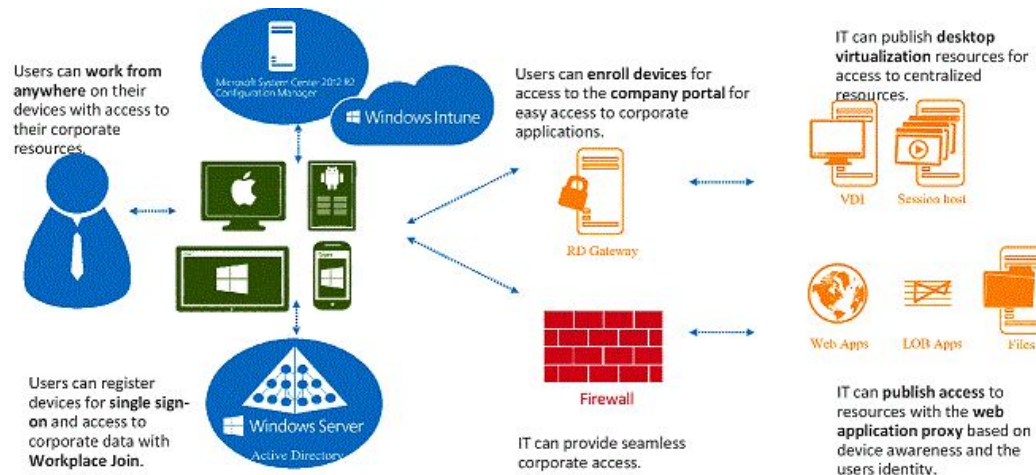 Microsoft System Center 2012 R2
Configuration Manager
Windows Intune
Users can work from
anywhere on their
devices with access to
their corporate
resources.
Users can enroll devices for
access to the company portal for
easy access to corporate
applications.
IT can publish desktop
virtualization resources for
access to centralized
resources.
VDI
Session host
RD Gateway
Web Apps
LOB Apps
Files
Firewall
Users can register
devices for single sign-
on and access to
corporate data with
Workplace Join.
Windows Server
Active Directory
IT can provide seamless
corporate access.
IT can publish access to
resources with the web
application proxy based on
device awareness and the
users identity.